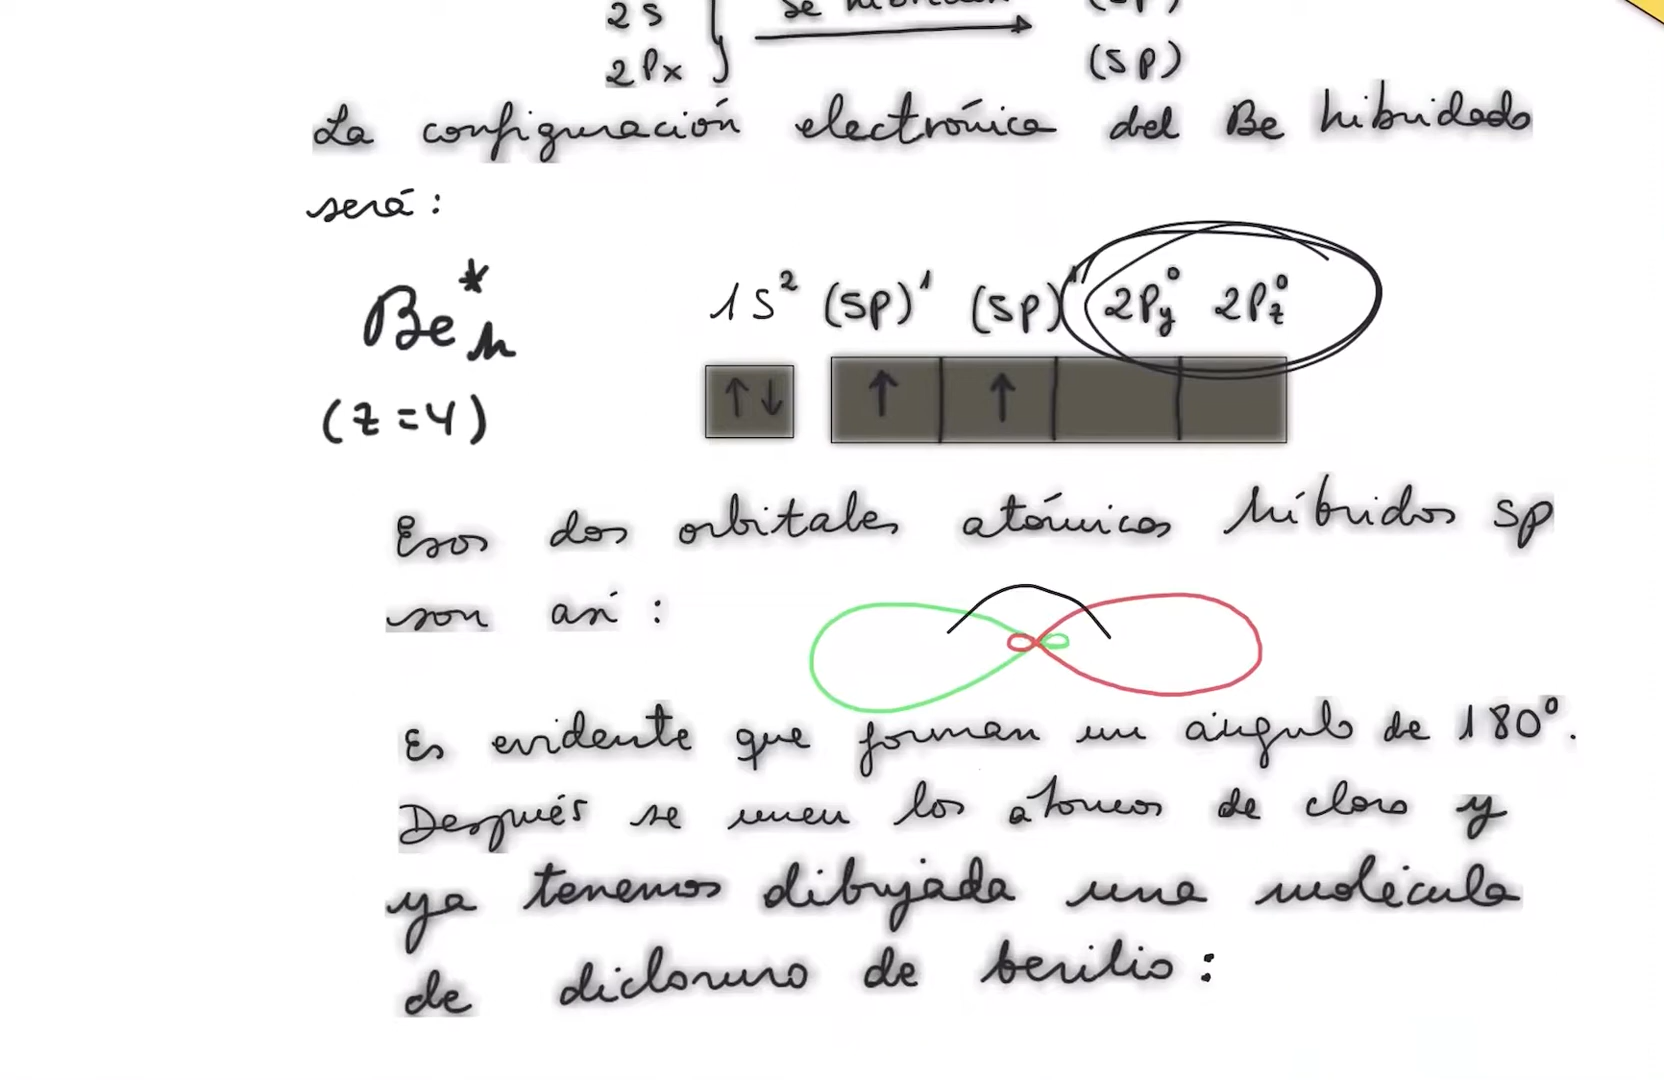 2s
2Px
(sp)
La configuración electrónica del Be hibridado
será:
Be*h 1s² (sp)¹ (sp)¹ 2Py⁰ 2Pz⁰
(z=4) ↑↓ ↑ ↑
Esos dos orbitales atómicos híbridos sp
son así:
Es evidente que forman un ángulo de 180º.
Después se unen los átomos de cloro y
ya tenemos dibujada una molécula
de dicloruro de berilio: